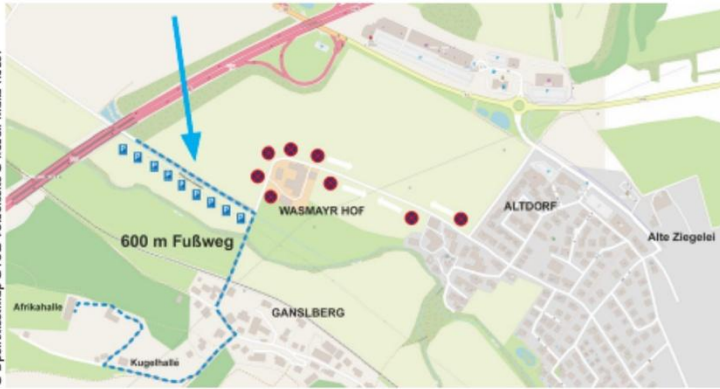 P
P
P
P
P
P
P
P
P
WASMAYR HOF
ALTDORF
600 m Fußweg
Alte Ziegelei
Afrikahalle
GANSLBERG
Kugelhalle